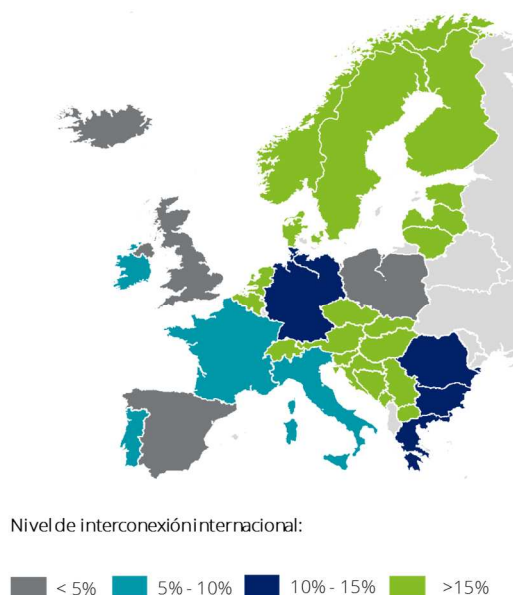 Nivel de interconexión internacional:
< 5% 5% - 10% 10% - 15% >15%